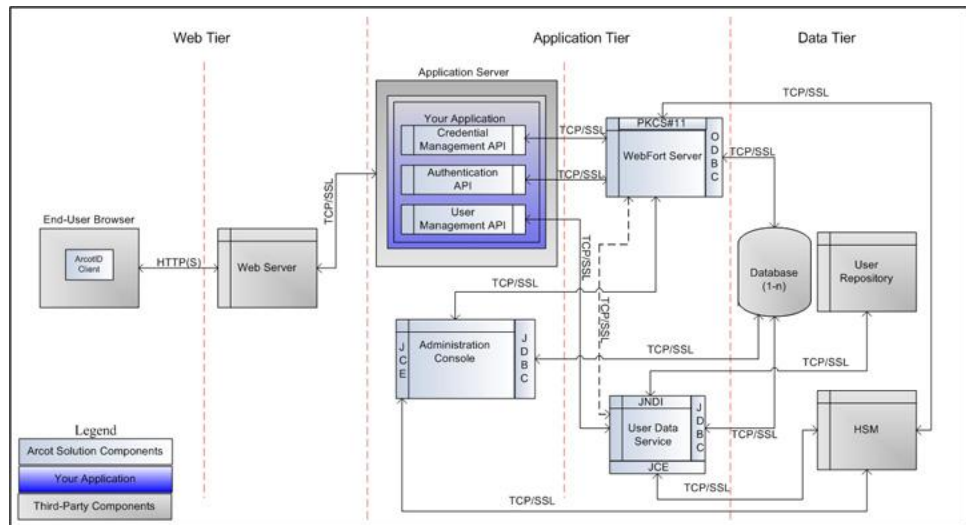 Web Tier
Application Tier
Data Tier
Application Server
Your Application
Credential
Management API
Authentication
API
User
Management API
TCP/SSL
TCP/SSL
PKCS#11
WebFort Server
ODBC
TCP/SSL
TCP/SSL
TCP/SSL
End-User Browser
ArcotID
Client
HTTP(S)
Web Server
TCP/SSL
TCP/SSL
TCP/SSL
Database
(1-n)
User
Repository
TCP/SSL
JCE
Administration
Console
JDBC
TCP/SSL
TCP/SSL
JNDI
User Data
Service
JDBC
JCE
TCP/SSL
HSM
TCP/SSL
TCP/SSL
Legend
Arcot Solution Components
Your Application
Third-Party Components